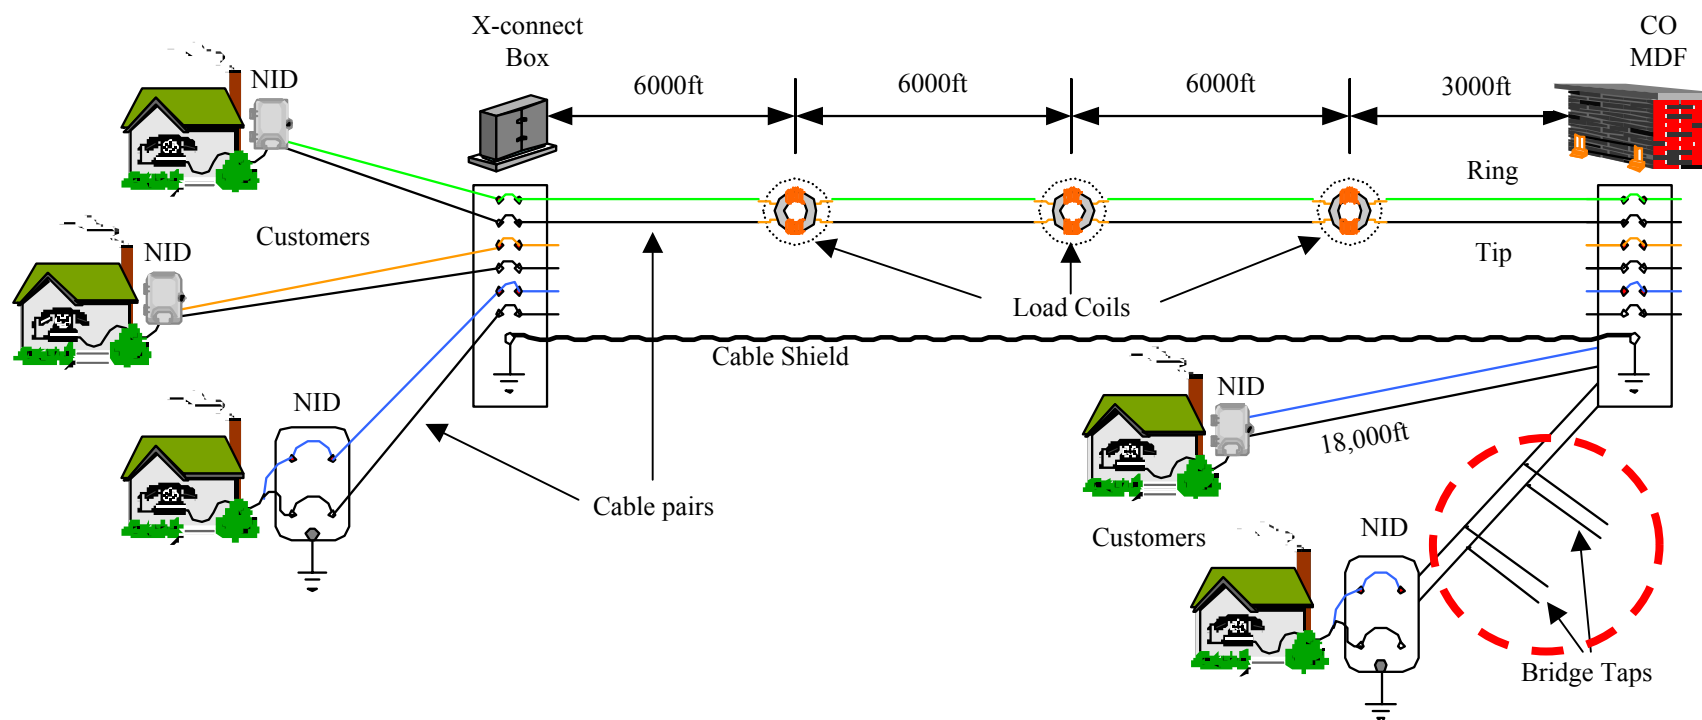 X-connect
Box
CO
MDF
NID
6000ft
6000ft
6000ft
3000ft
Ring
Customers
NID
Tip
Load Coils
Cable Shield
NID
NID
18,000ft
Cable pairs
Customers
NID
Bridge Taps